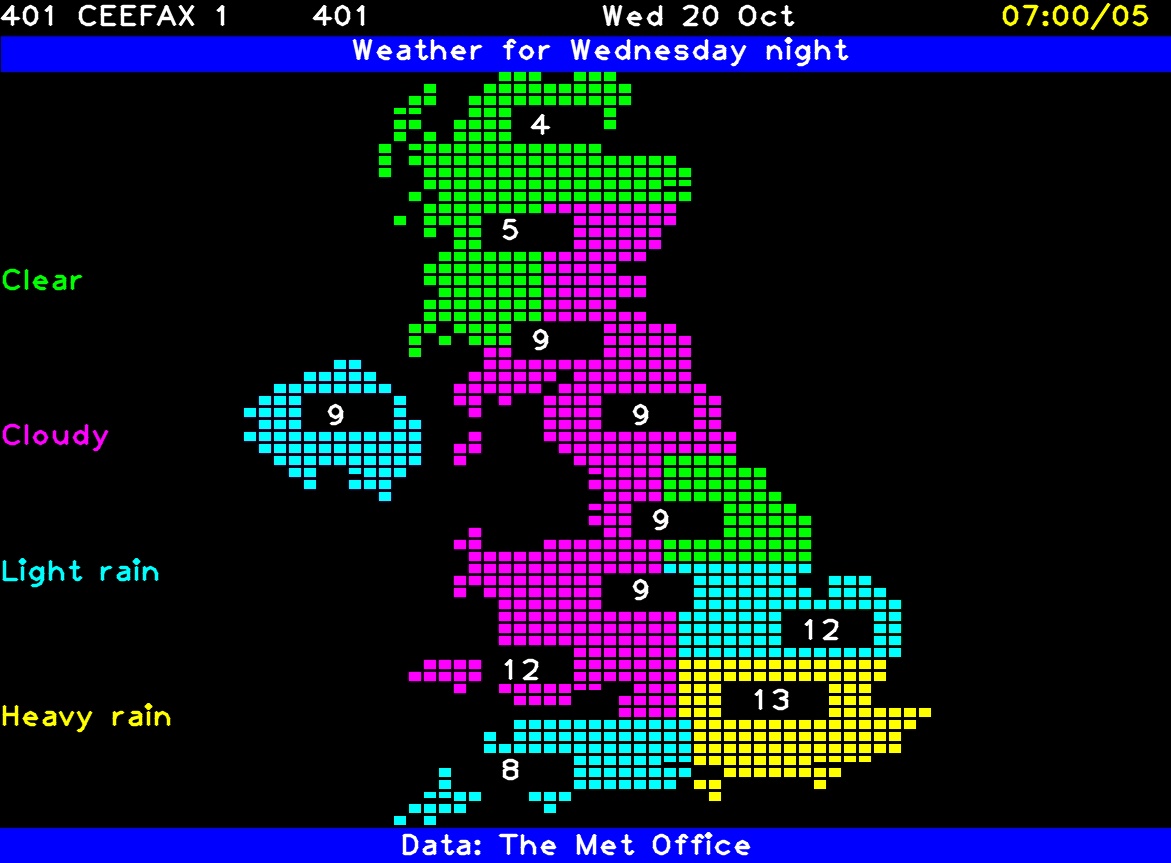 401 CEEFAX 1 401 Wed 20 Oct 07:00/05
Weather for Wednesday night
4
5
Clear
9
9 9
Cloudy
9
Light rain
9
12
12
13
Heavy rain
8
Data: The Met Office